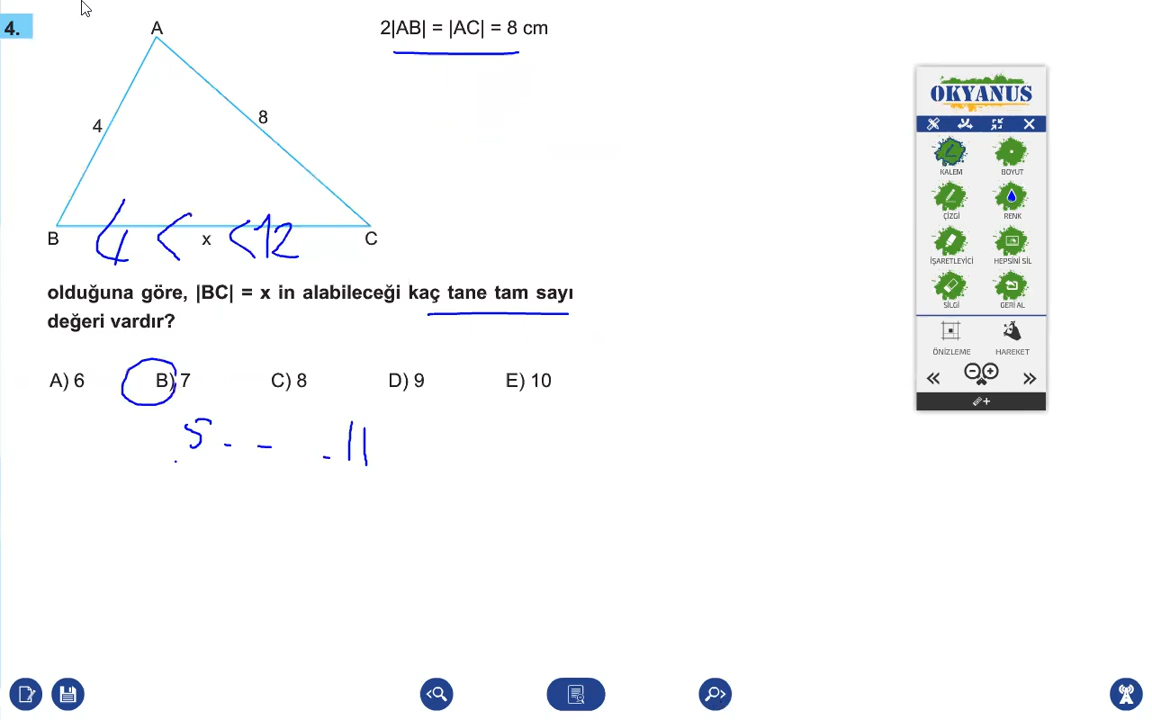 4.
A
2|AB| = |AC| = 8 cm
4
8
B
4 < x < 12
C
olduğuna göre, |BC| = x in alabileceği kaç tane tam sayı
değeri vardır?
A) 6 B) 7 C) 8 D) 9 E) 10
5 - - . 11
OKYANUS
KALEM BOYUT
ÇİZGİ RENK
İŞARETLEYİCİ HEPSİNİ SİL
SİLGİ GERİ AL
ÖNİZLEME HAREKET